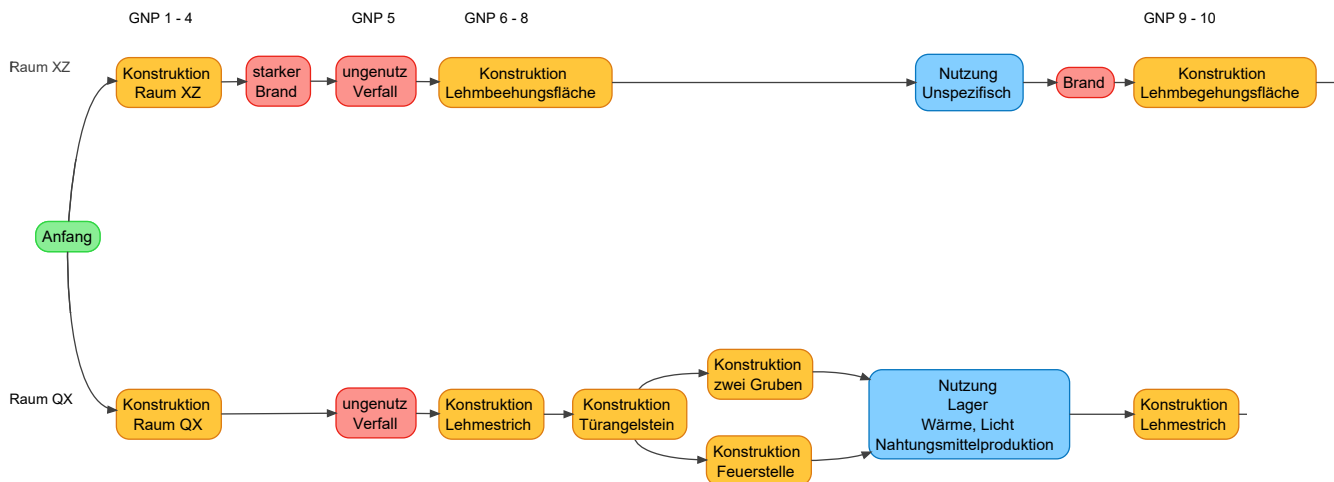 GNP 1 - 4
GNP 5
GNP 6 - 8
GNP 9 - 10
Raum XZ
Konstruktion
Raum XZ
starker
Brand
ungenutz
Verfall
Konstruktion
Lehmbeehungsfläche
Nutzung
Unspezifisch
Brand
Konstruktion
Lehmbegehungsfläche
Anfang
Raum QX
Konstruktion
Raum QX
ungenutz
Verfall
Konstruktion
Lehmestrich
Konstruktion
Türangelstein
Konstruktion
zwei Gruben
Konstruktion
Feuerstelle
Nutzung
Lager
Wärme, Licht
Nahtungsmittelproduktion
Konstruktion
Lehmestrich